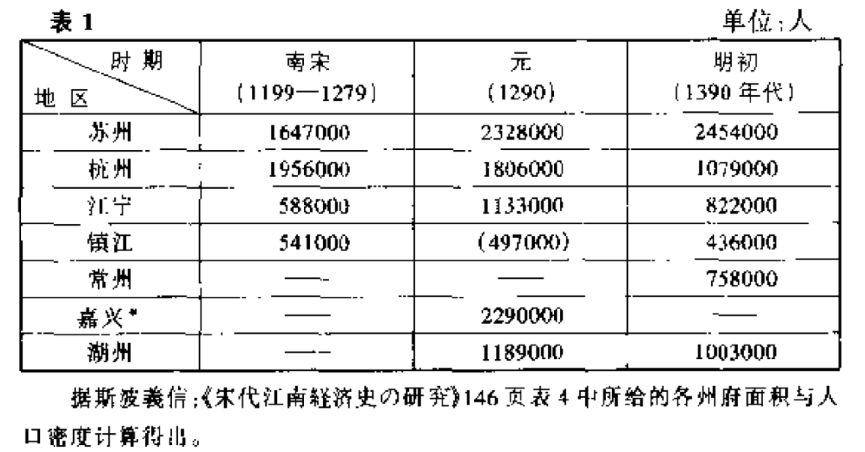 表 1 单位:人
时 期 南宋 元 明初
地 区 (1199—1279) (1290) (1390 年代)
苏州 1647000 2328000 2454000
杭州 1956000 1806000 1079000
江宁 588000 1133000 822000
镇江 541000 (497000) 436000
常州 —— —— 758000
嘉兴* —— 2290000 ——
湖州 —— 1189000 1003000
据斯波義信:《宋代江南経済史の研究》146 页表 4 中所给的各州府面积与人
口密度计算得出。